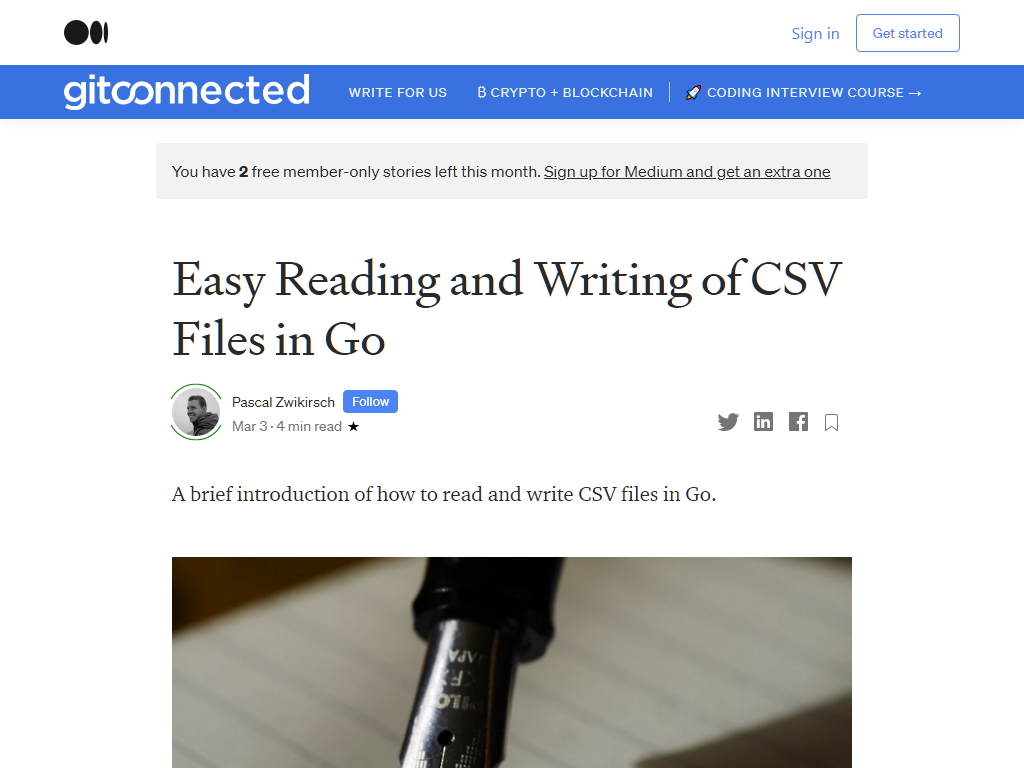 Sign in
Get started
gitconnected
WRITE FOR US
₿ CRYPTO + BLOCKCHAIN
🚀 CODING INTERVIEW COURSE →
You have 2 free member-only stories left this month. Sign up for Medium and get an extra one
Easy Reading and Writing of CSV
Files in Go
Pascal Zwikirsch
Follow
Mar 3 · 4 min read ★
A brief introduction of how to read and write CSV files in Go.
JAPA